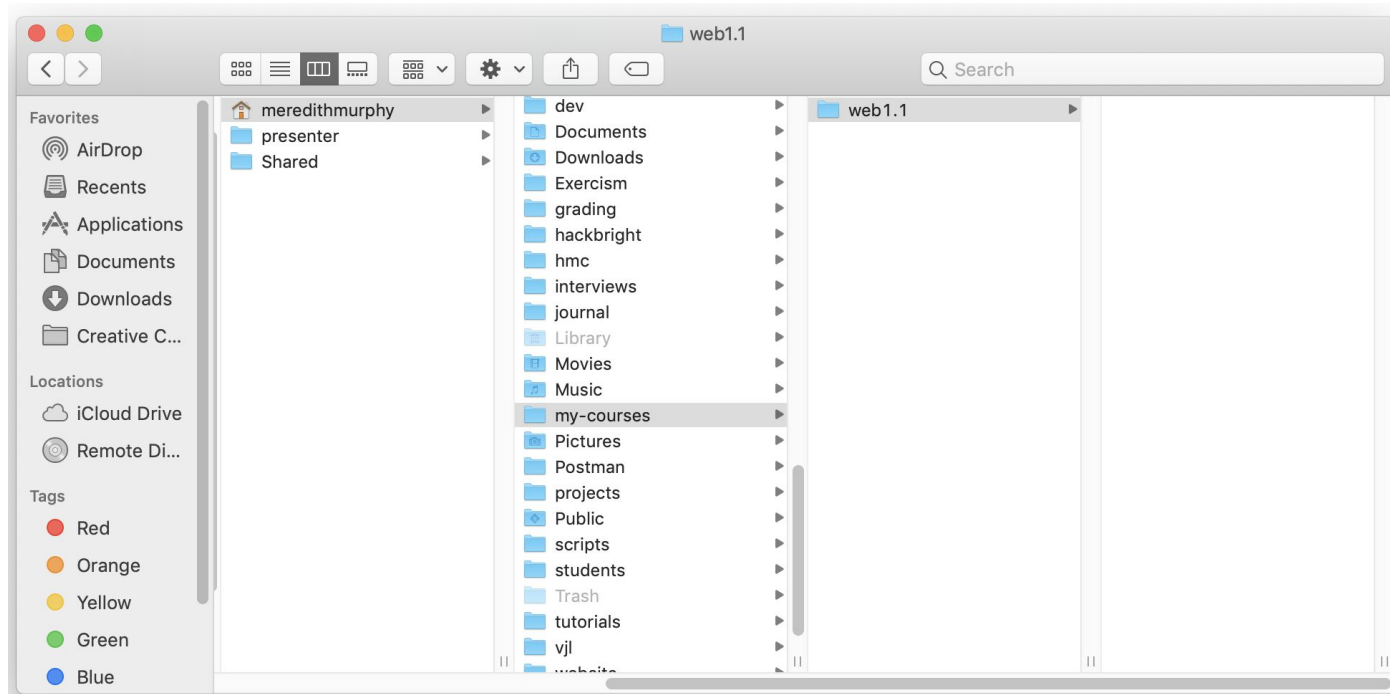 web1.1
Search
Favorites
AirDrop
Recents
Applications
Documents
Downloads
Creative C...
Locations
iCloud Drive
Remote Di...
Tags
Red
Orange
Yellow
Green
Blue
meredithmurphy
presenter
Shared
dev
Documents
Downloads
Exercism
grading
hackbright
hmc
interviews
journal
Library
Movies
Music
my-courses
Pictures
Postman
projects
Public
scripts
students
Trash
tutorials
vjl
web1.1